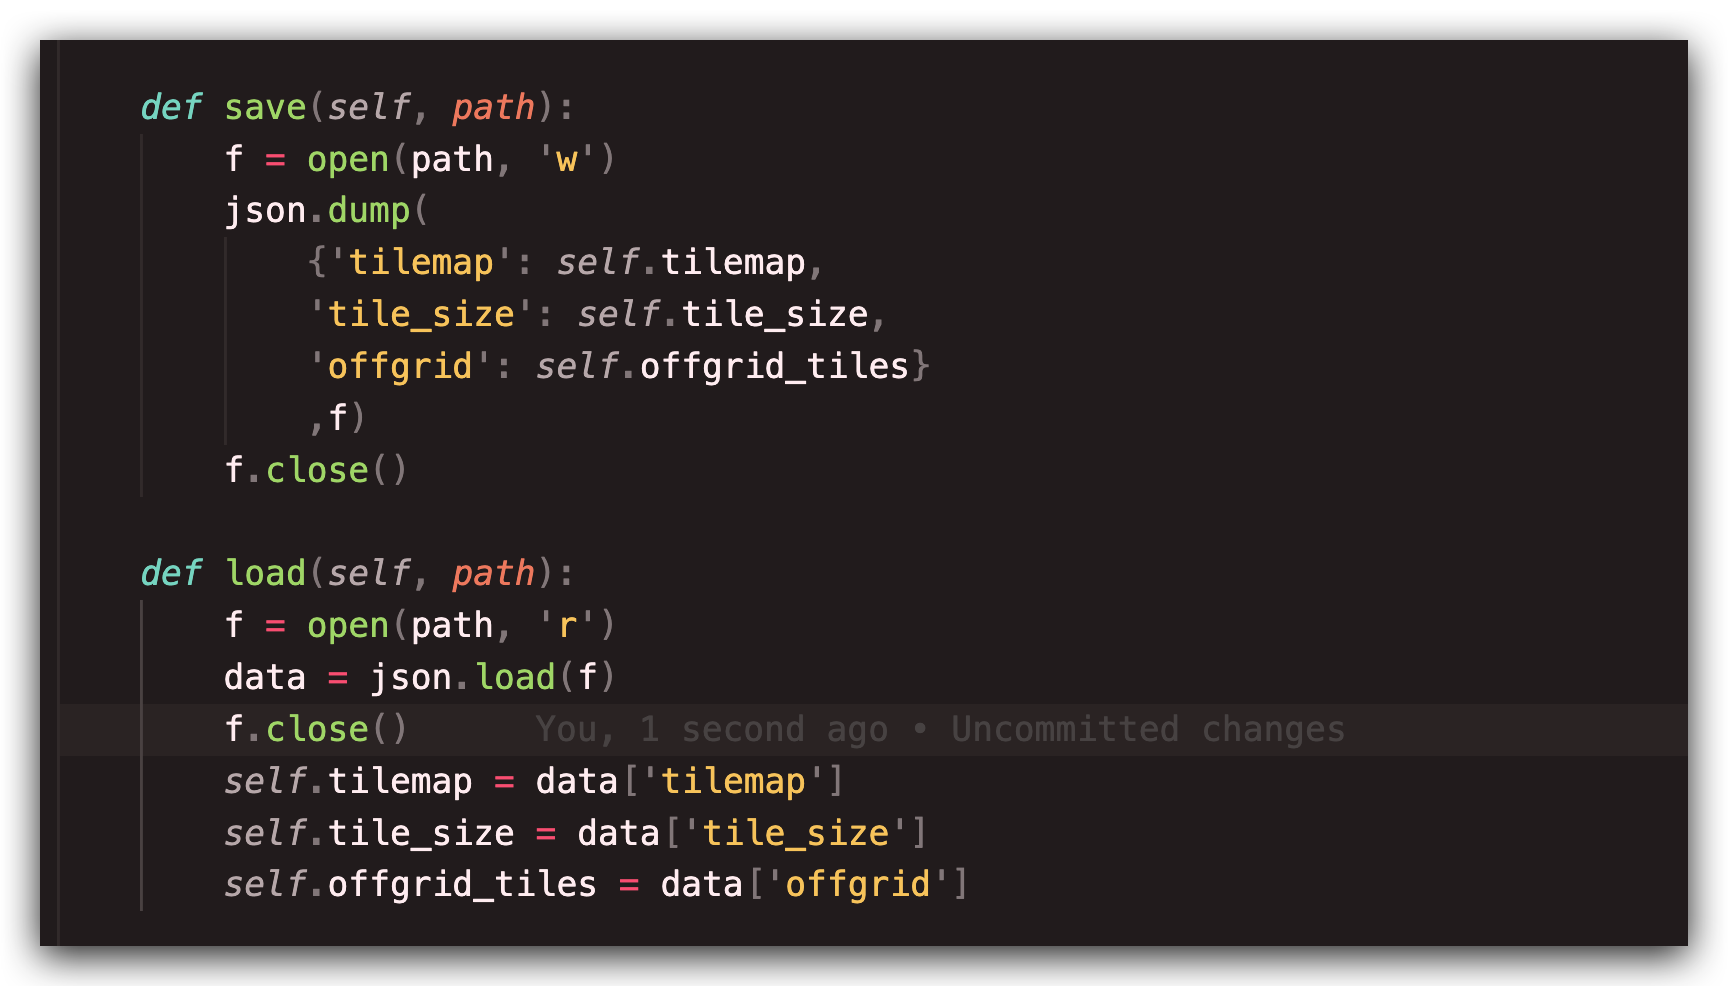 def save(self, path):
    f = open(path, 'w')
    json.dump(
        {'tilemap': self.tilemap,
        'tile_size': self.tile_size,
        'offgrid': self.offgrid_tiles}
        ,f)
    f.close()

def load(self, path):
    f = open(path, 'r')
    data = json.load(f)
    f.close()      You, 1 second ago • Uncommitted changes
    self.tilemap = data['tilemap']
    self.tile_size = data['tile_size']
    self.offgrid_tiles = data['offgrid']